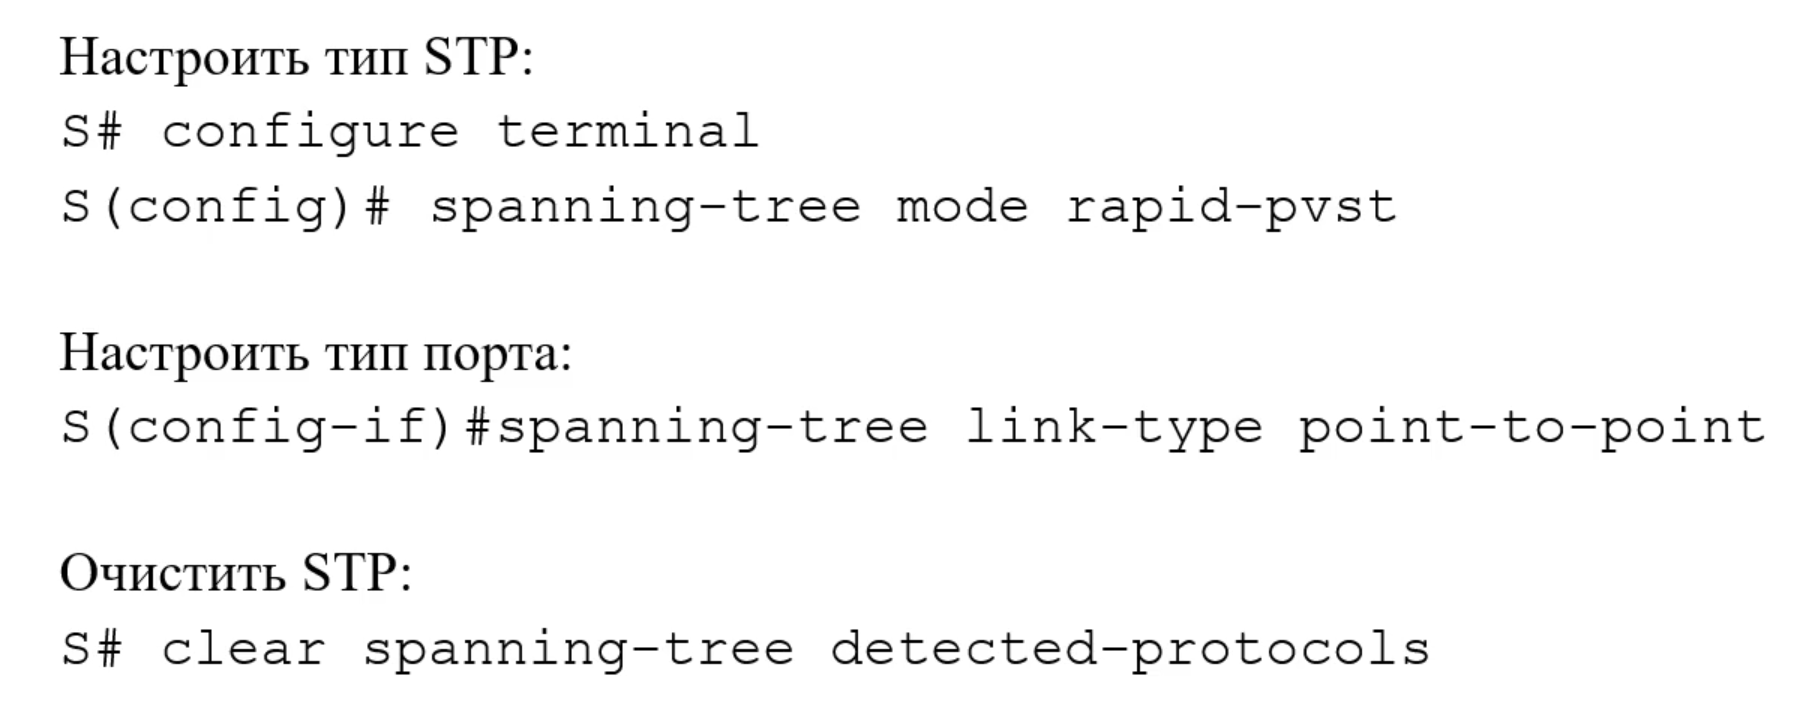 Настроить тип STP:
S# configure terminal
S(config)# spanning-tree mode rapid-pvst
Настроить тип порта:
S(config-if)#spanning-tree link-type point-to-point
Очистить STP:
S# clear spanning-tree detected-protocols